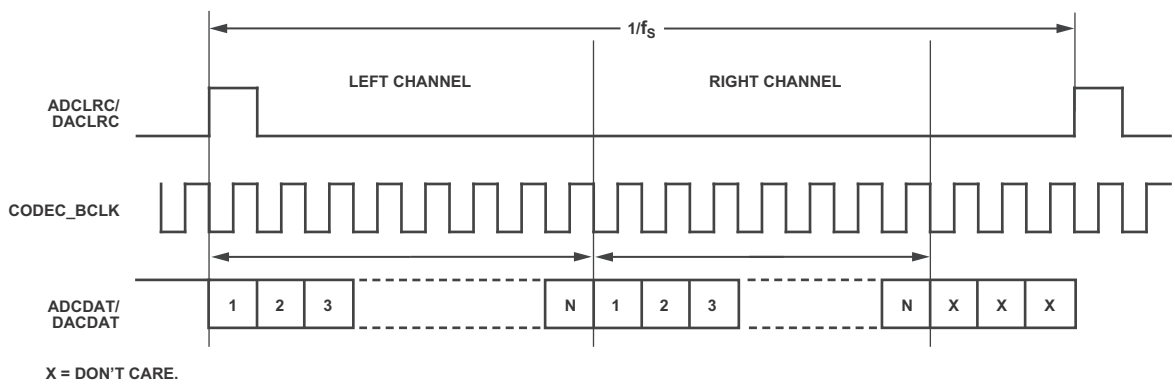 1/fS
LEFT CHANNEL
RIGHT CHANNEL
ADCLRC/
DACLRC
CODEC_BCLK
ADCDAT/
DACDAT
1 2 3 N 1 2 3 N X X X
X = DON'T CARE.